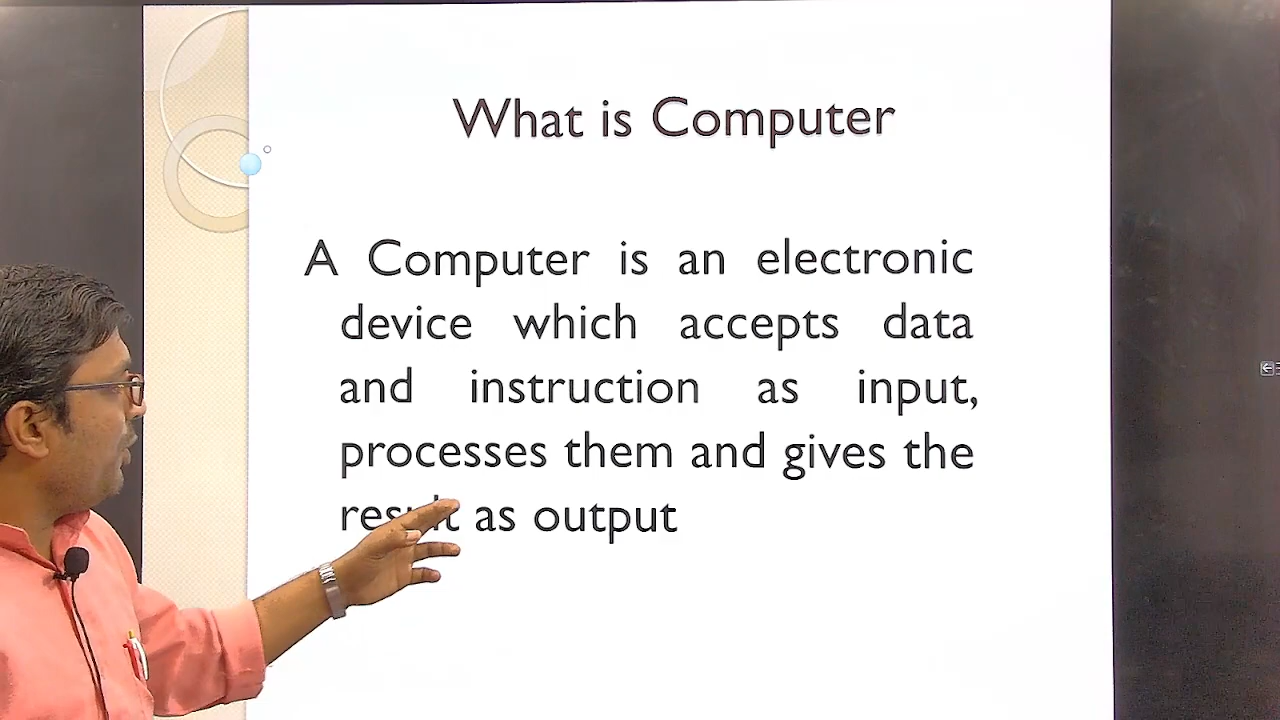 What is Computer
A Computer is an electronic
device which accepts data
and instruction as input,
processes them and gives the
result as output